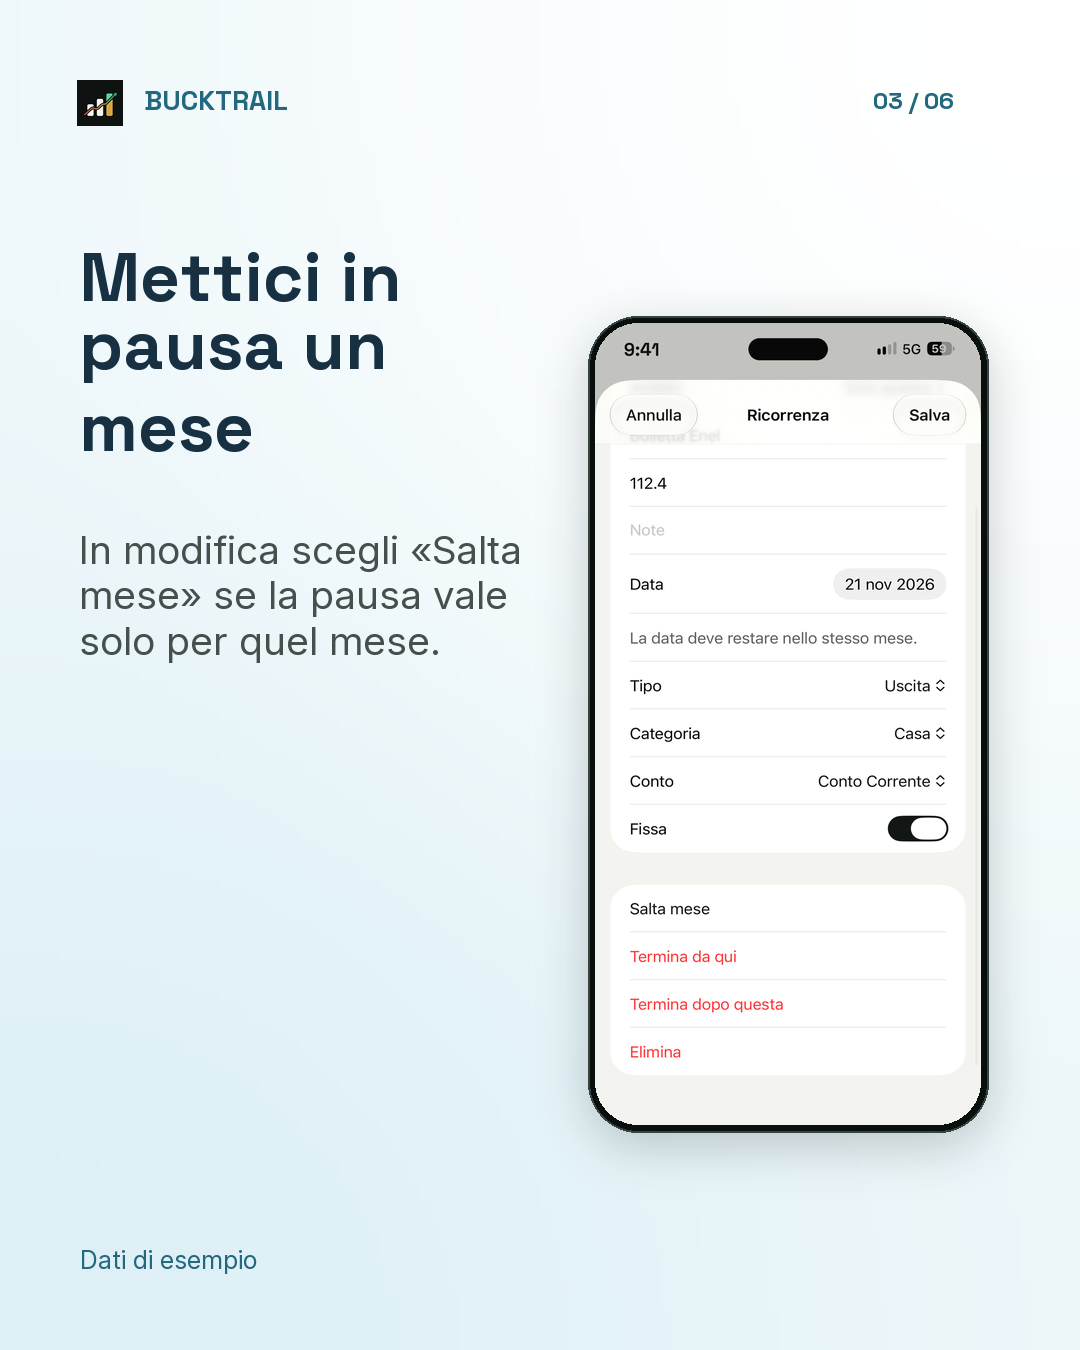 BUCKTRAIL
03 / 06
Mettici in
pausa un
mese
In modifica scegli «Salta
mese» se la pausa vale
solo per quel mese.
9:41
5G
59
Annulla
Ricorrenza
Salva
Bolletta Enel
112.4
Note
Data
21 nov 2026
La data deve restare nello stesso mese.
Tipo
Uscita
Categoria
Casa
Conto
Conto Corrente
Fissa
Salta mese
Termina da qui
Termina dopo questa
Elimina
Dati di esempio